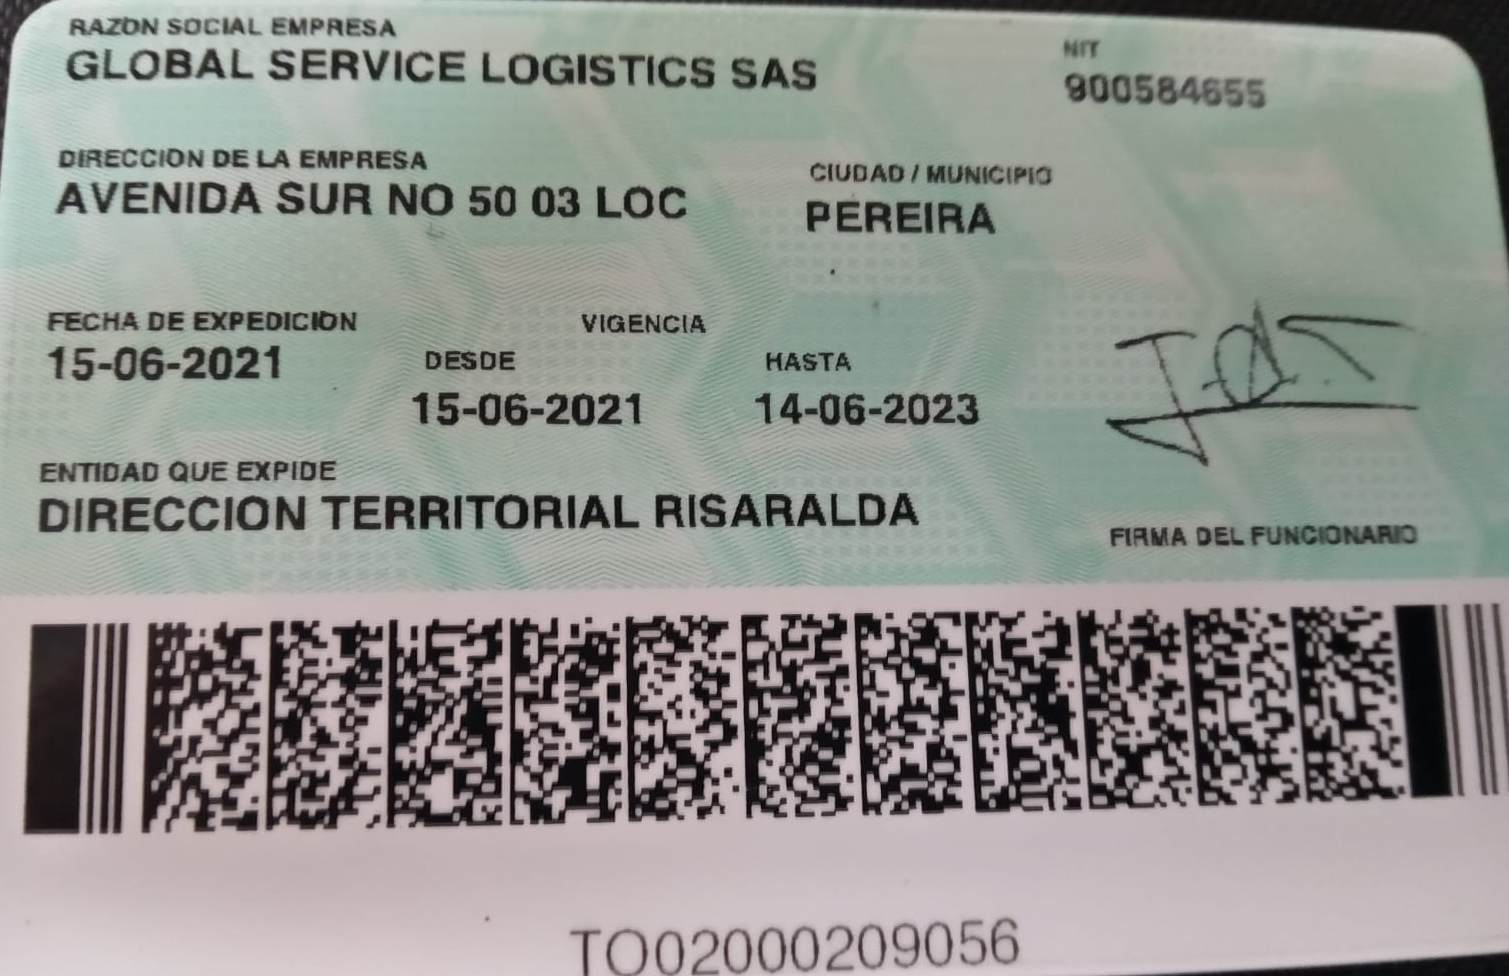 RAZON SOCIAL EMPRESA
GLOBAL SERVICE LOGISTICS SAS
NIT
900584655
DIRECCION DE LA EMPRESA
AVENIDA SUR NO 50 03 LOC
CIUDAD / MUNICIPIO
PEREIRA
FECHA DE EXPEDICION
15-06-2021
VIGENCIA
DESDE
15-06-2021
HASTA
14-06-2023
ENTIDAD QUE EXPIDE
DIRECCION TERRITORIAL RISARALDA
FIRMA DEL FUNCIONARIO
TO02000209056